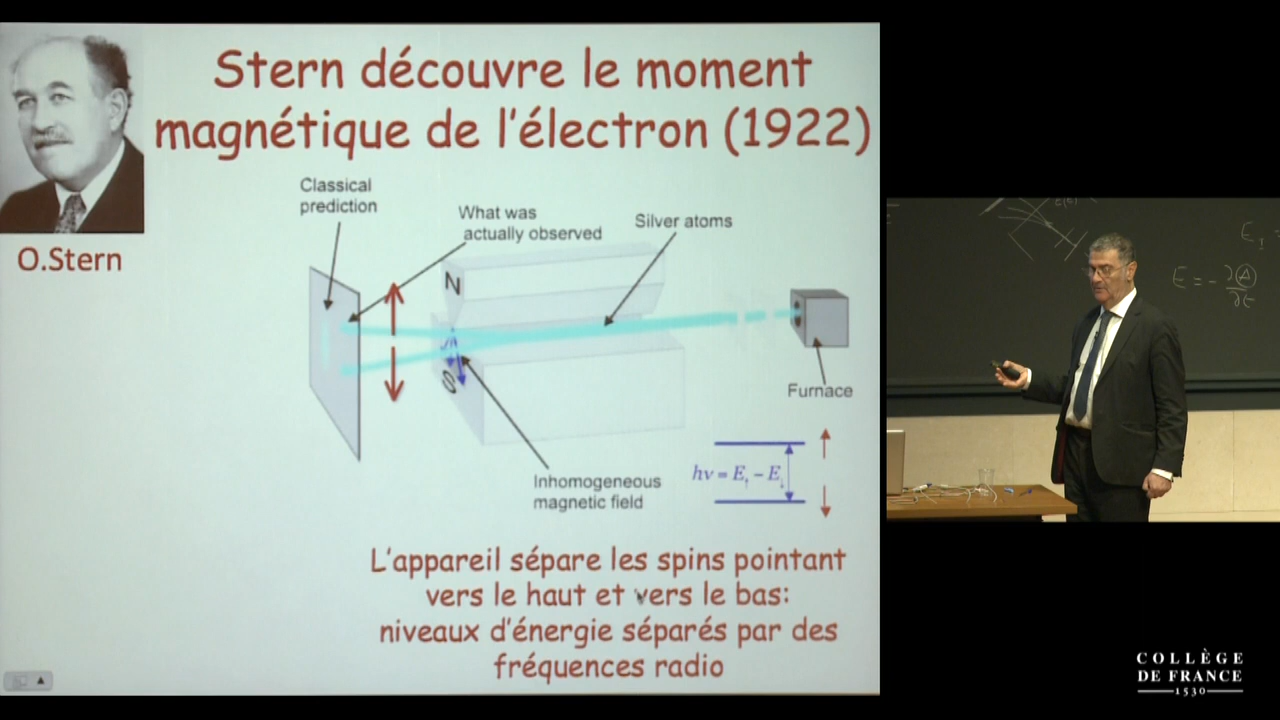 Stern découvre le moment
magnétique de l'électron (1922)
O.Stern
Classical
prediction
What was
actually observed
Silver atoms
N
S
Furnace
Inhomogeneous
magnetic field
hν = E↑ − E↓
L'appareil sépare les spins pointant
vers le haut et vers le bas:
niveaux d'énergie séparés par des
fréquences radio
E = - ∂
∂t
COLLÈGE
DE FRANCE
1530